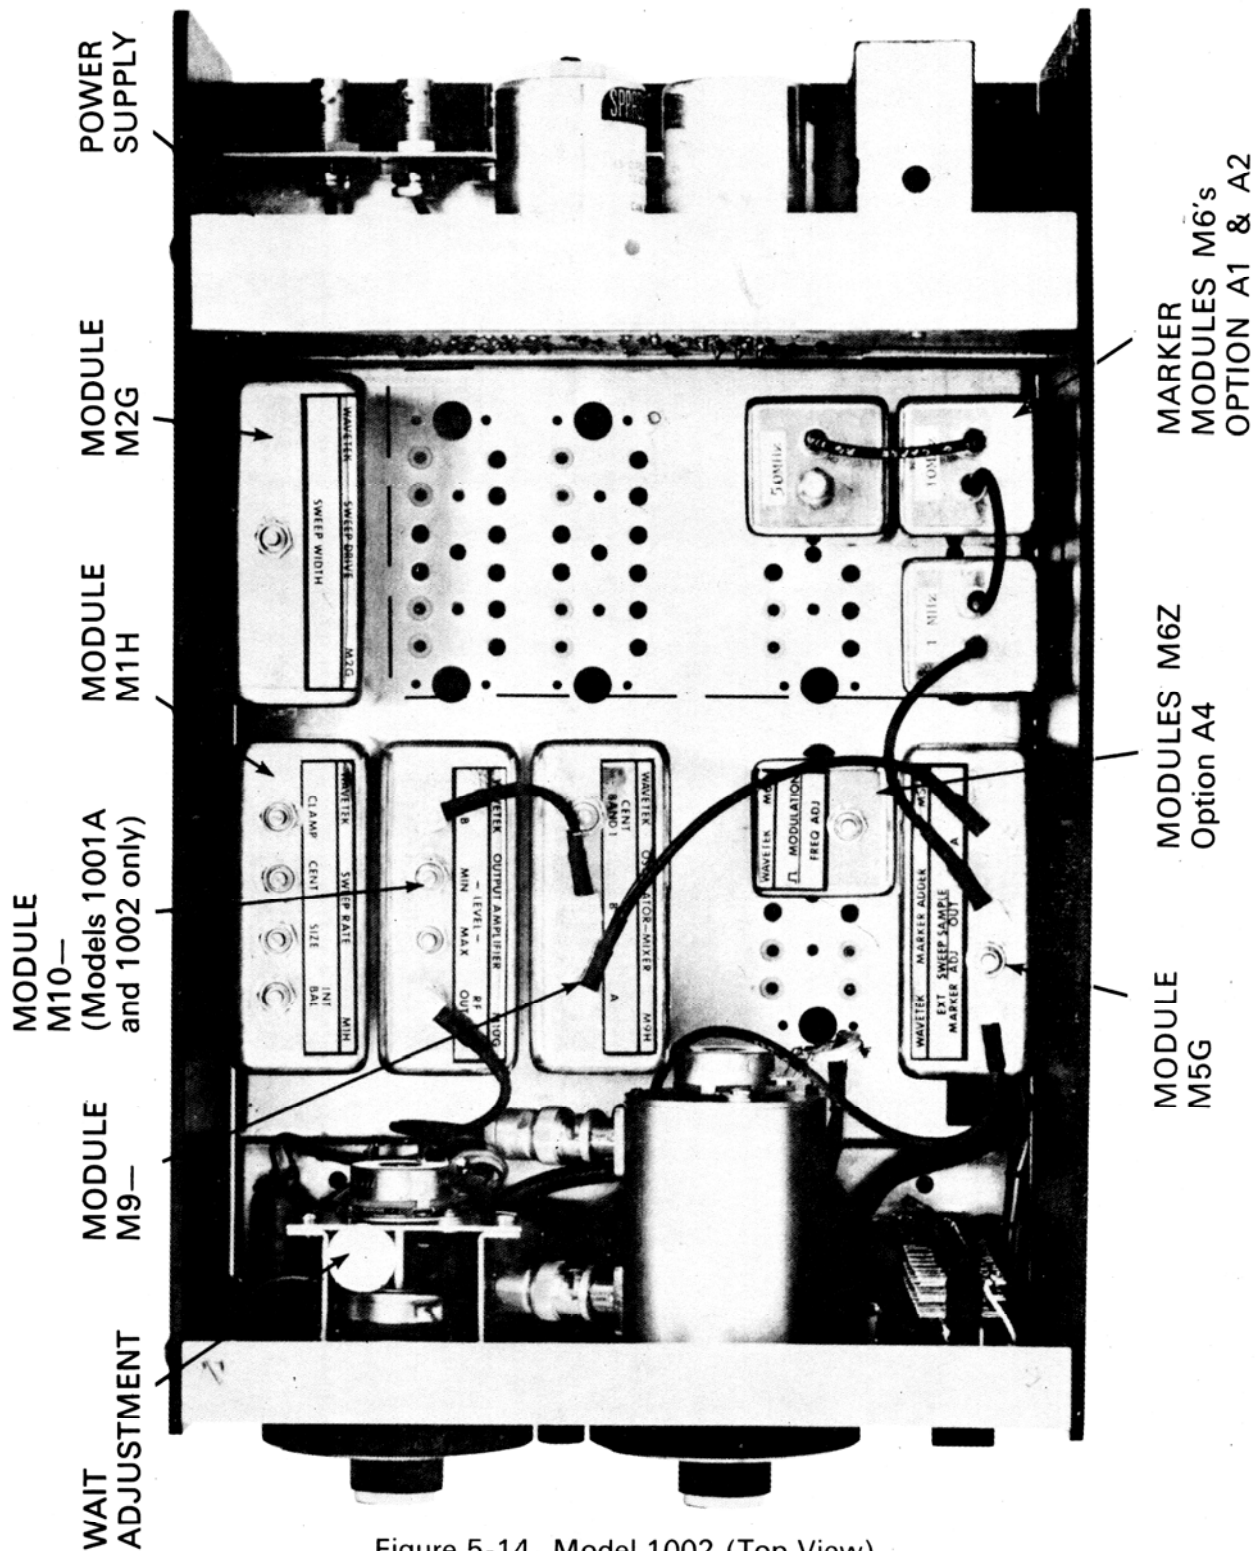 POWER
SUPPLY
MODULE
M2G
MODULE
M1H
MODULE
M10—
(Models 1001A
and 1002 only)
MODULE
M9—
WAIT
ADJUSTMENT
MARKER
MODULES M6's
OPTION A1 & A2
MODULES M6Z
Option A4
MODULE
M5G
WAVETEK SWEEP DRIVE M2G
SWEEP WIDTH
WAVETEK SWEEP RATE M1H
CLAMP CENT SIZE INT
BAL
WAVETEK OUTPUT AMPLIFIER
— LEVEL —
MIN MAX
B
RF
OUT
WAVETEK M9H
CENT
BAND 1
B A
50MHz
1 MHz
WAVETEK
MODULATION
FREQ ADJ
WAVETEK MARKER ADDER
EXT SWEEP SAMPLE
MARKER ADJ OUT
A
Figure 5-14. Model 1002 (Top View)